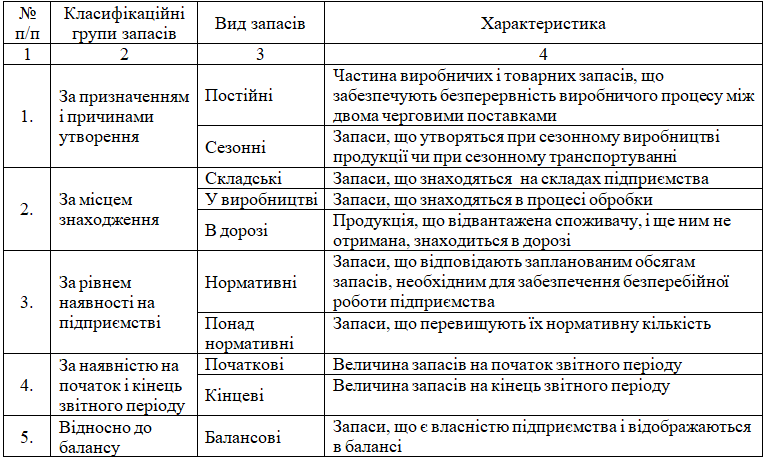 № п/п
Класифікаційні групи запасів
Вид запасів
Характеристика
1
2
3
4
1.
За призначенням
і причинами
утворення
Постійні
Частина виробничих і товарних запасів, що
забезпечують безперервність виробничого процесу між
двома черговими поставками
Сезонні
Запаси, що утворяться при сезонному виробництві
продукції чи при сезонному транспортуванні
2.
За місцем
знаходження
Складські
Запаси, що знаходяться на складах підприємства
У виробництві
Запаси, що знаходяться в процесі обробки
В дорозі
Продукція, що відвантажена споживачу, і ще ним не
отримана, знаходиться в дорозі
3.
За рівнем
наявності на
підприємстві
Нормативні
Запаси, що відповідають запланованим обсягам
запасів, необхідним для забезпечення безперебійної
роботи підприємства
Понад
нормативні
Запаси, що перевищують їх нормативну кількість
4.
За наявністю на
початок і кінець
звітного періоду
Початкові
Величина запасів на початок звітного періоду
Кінцеві
Величина запасів на кінець звітного періоду
5.
Відносно до
балансу
Балансові
Запаси, що є власністю підприємства і відображаються
в балансі